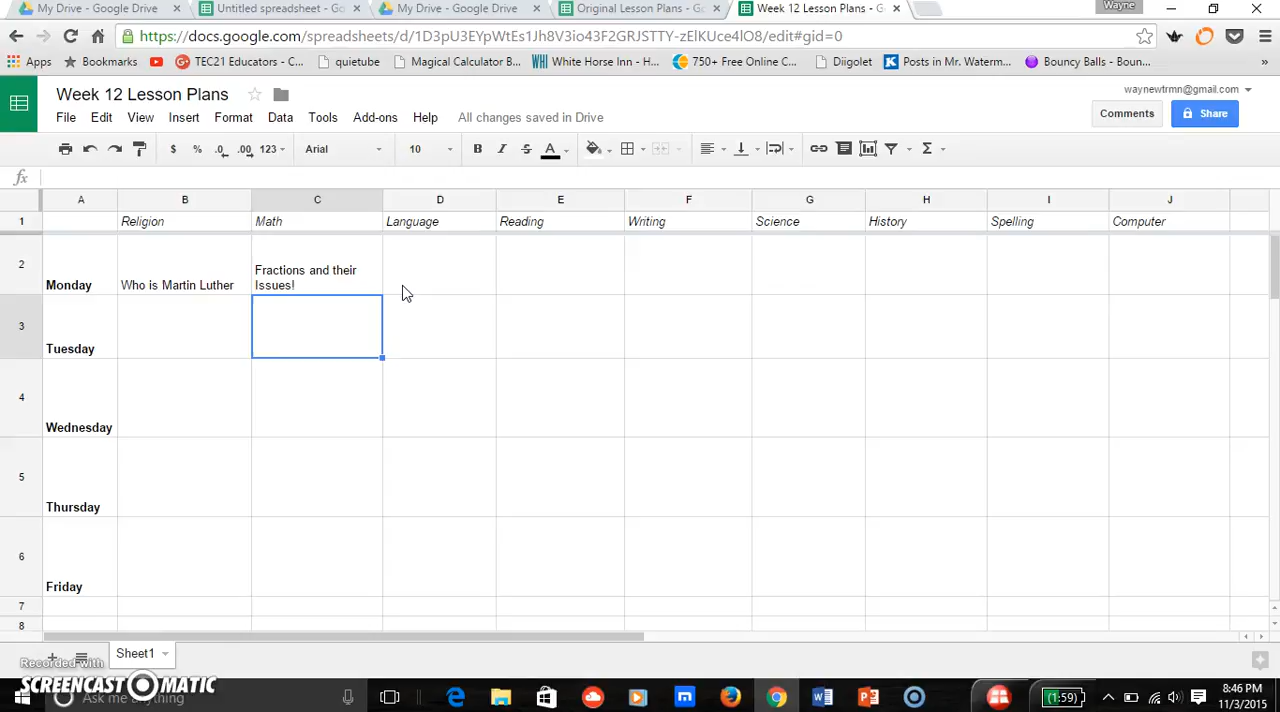 My Drive - Google Drive
Untitled spreadsheet - Go
My Drive - Google Drive
Original Lesson Plans - Go
Week 12 Lesson Plans - G
Wayne
https://docs.google.com/spreadsheets/d/1D3pU3EYpWtEs1Jh8V3io43F2GRJSTTY-zElKUce4lO8/edit#gid=0
Apps
Bookmarks
TEC21 Educators - C...
quietube
Magical Calculator B...
White Horse Inn - H...
750+ Free Online C...
Diigolet
Posts in Mr. Waterm...
Bouncy Balls - Boun...
»
Week 12 Lesson Plans
waynewtrmn@gmail.com
File Edit View Insert Format Data Tools Add-ons Help All changes saved in Drive
Comments
Share
$ % .0 .00 123 Arial 10 B I S A Σ
fx
A B C D E F G H I J
1 Religion Math Language Reading Writing Science History Spelling Computer
2 Monday Who is Martin Luther Fractions and their
Issues!
3 Tuesday
4 Wednesday
5 Thursday
6 Friday
7
8
Sheet1
Recorded with
SCREENCAST-O-MATIC
Ask me anything
(1:59)
8:46 PM
11/3/2015